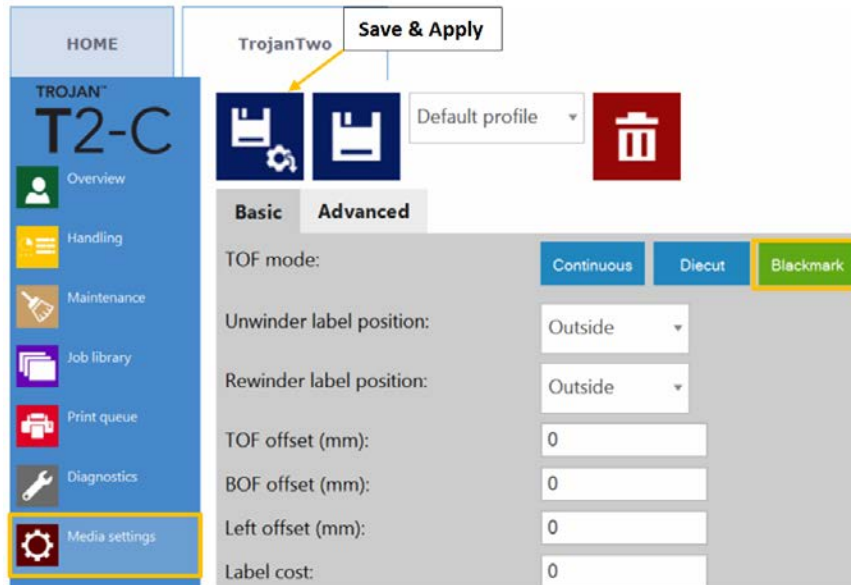 HOME
TrojanTwo
Save & Apply
TROJAN™
T2-C
Overview
Handling
Maintenance
Job library
Print queue
Diagnostics
Media settings
Default profile
Basic Advanced
TOF mode: Continuous Diecut Blackmark
Unwinder label position: Outside
Rewinder label position: Outside
TOF offset (mm): 0
BOF offset (mm): 0
Left offset (mm): 0
Label cost: 0